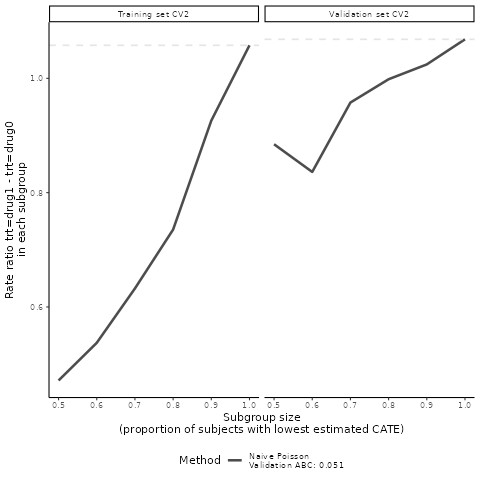 Training set CV2
Validation set CV2
Rate ratio trt=drug1 - trt=drug0
in each subgroup
1.0
0.8
0.6
0.5 0.6 0.7 0.8 0.9 1.0
0.5 0.6 0.7 0.8 0.9 1.0
Subgroup size
(proportion of subjects with lowest estimated CATE)
Method
Naive Poisson
Validation ABC: 0.051